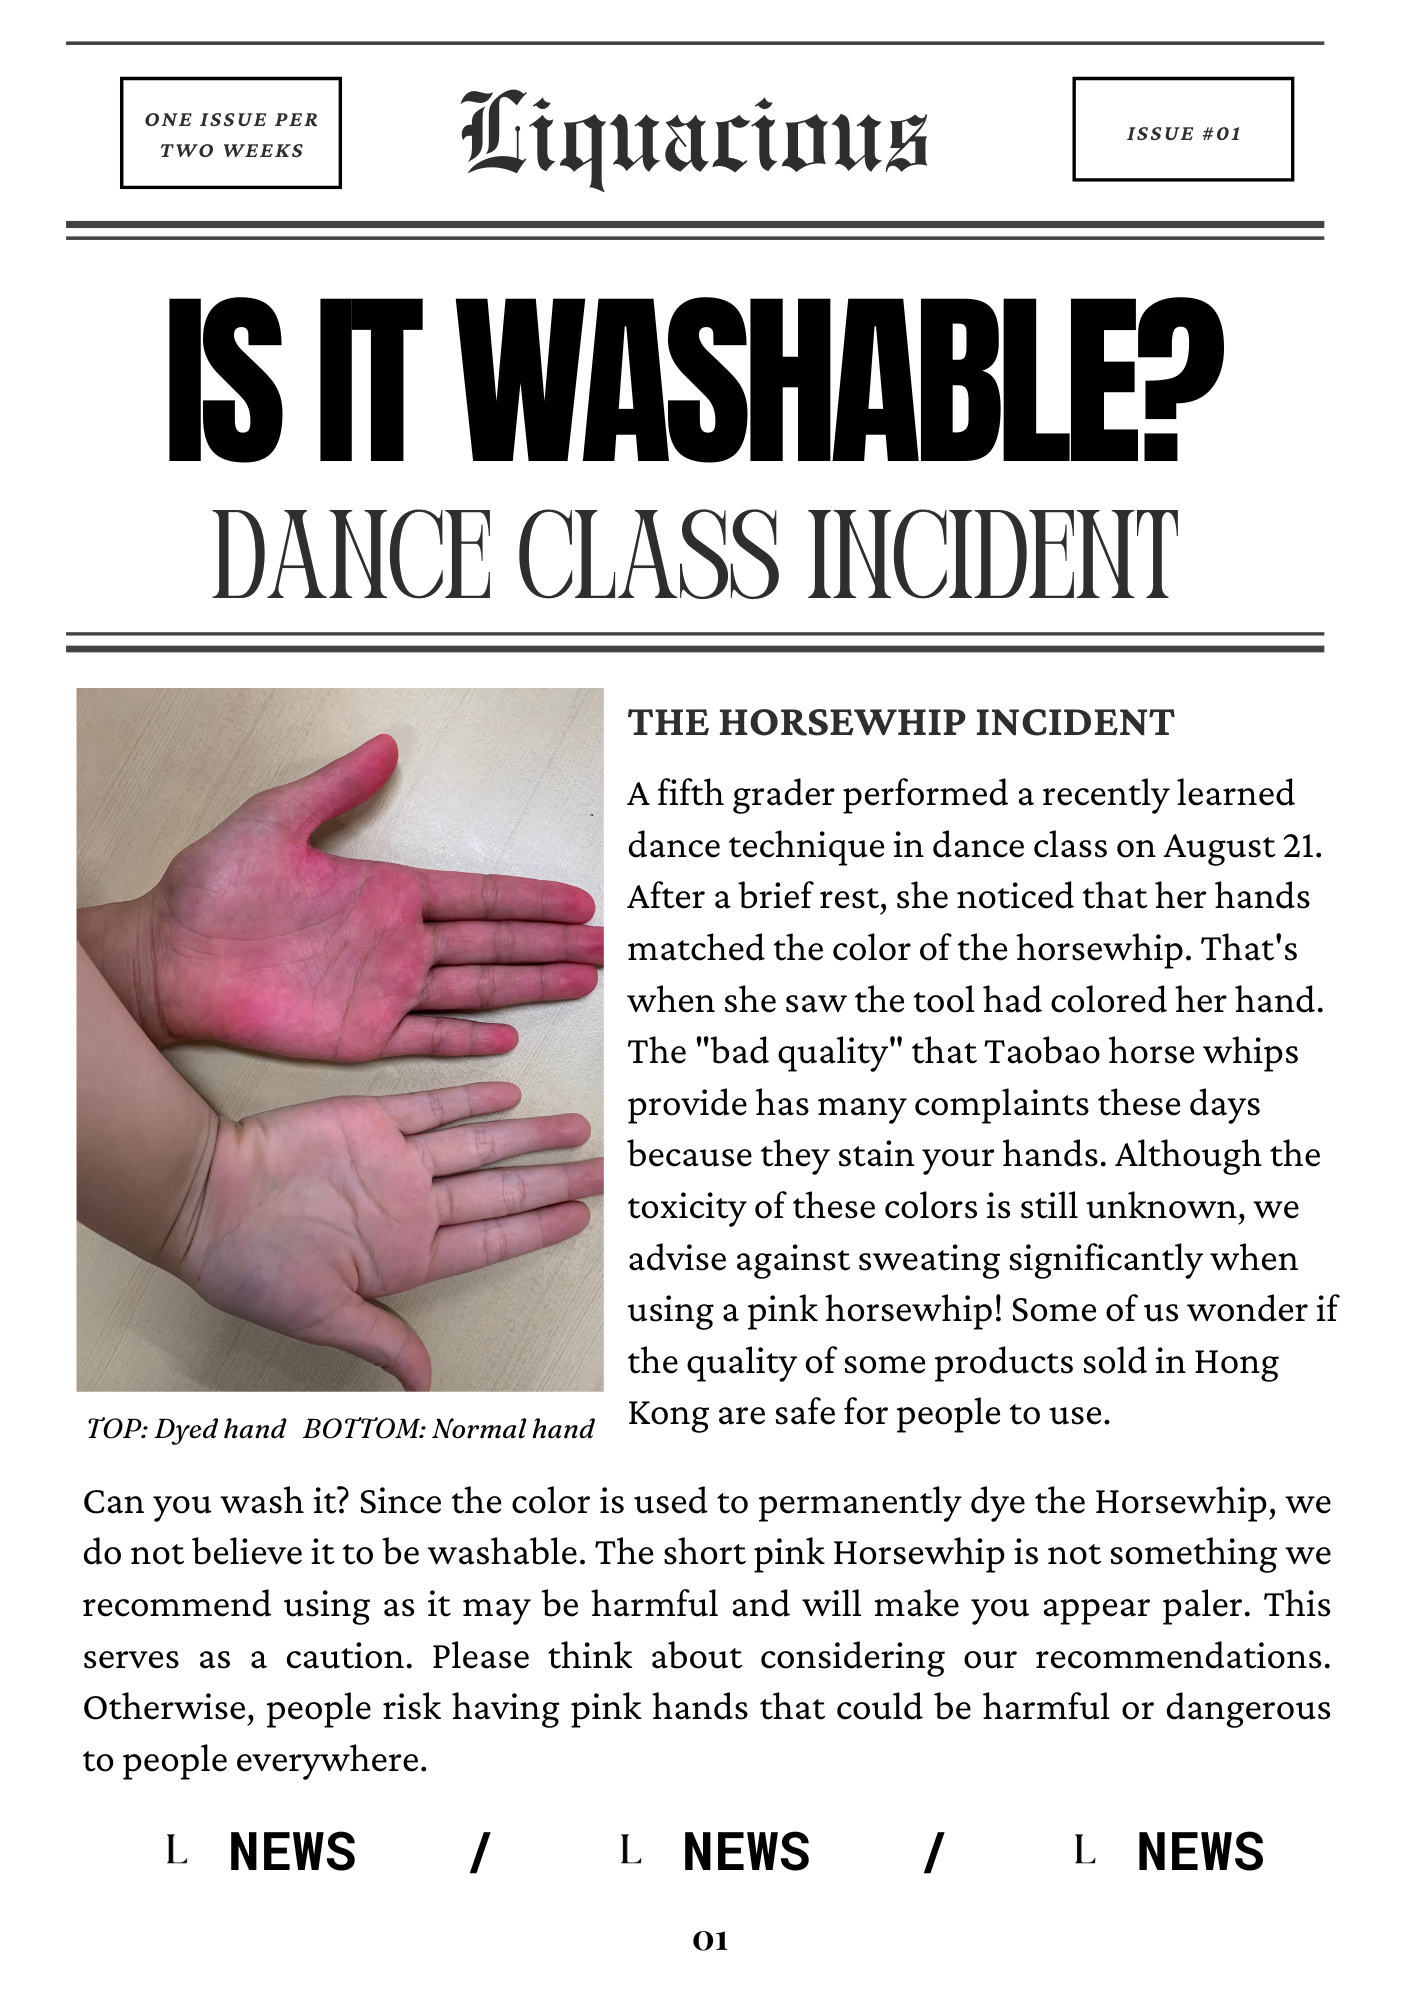 ONE ISSUE PER
TWO WEEKS
Liquacious
ISSUE #01
IS IT WASHABLE?
DANCE CLASS INCIDENT
THE HORSEWHIP INCIDENT
A fifth grader performed a recently learned
dance technique in dance class on August 21.
After a brief rest, she noticed that her hands
matched the color of the horsewhip. That's
when she saw the tool had colored her hand.
The "bad quality" that Taobao horse whips
provide has many complaints these days
because they stain your hands. Although the
toxicity of these colors is still unknown, we
advise against sweating significantly when
using a pink horsewhip! Some of us wonder if
the quality of some products sold in Hong
Kong are safe for people to use.
TOP: Dyed hand BOTTOM: Normal hand
Can you wash it? Since the color is used to permanently dye the Horsewhip, we
do not believe it to be washable. The short pink Horsewhip is not something we
recommend using as it may be harmful and will make you appear paler. This
serves as a caution. Please think about considering our recommendations.
Otherwise, people risk having pink hands that could be harmful or dangerous
to people everywhere.
L NEWS / L NEWS / L NEWS
01